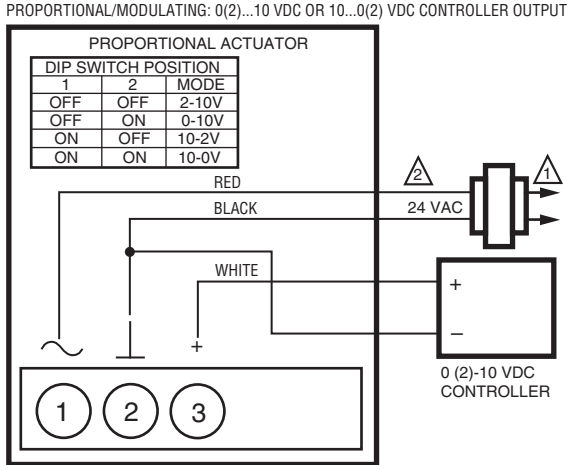 PROPORTIONAL/MODULATING: 0(2)...10 VDC OR 10...0(2) VDC CONTROLLER OUTPUT
PROPORTIONAL ACTUATOR
DIP SWITCH POSITION
1 2 MODE
OFF OFF 2-10V
OFF ON 0-10V
ON OFF 10-2V
ON ON 10-0V
RED
2
1
BLACK
24 VAC
WHITE
+
–
+
0 (2)-10 VDC
CONTROLLER
1 2 3